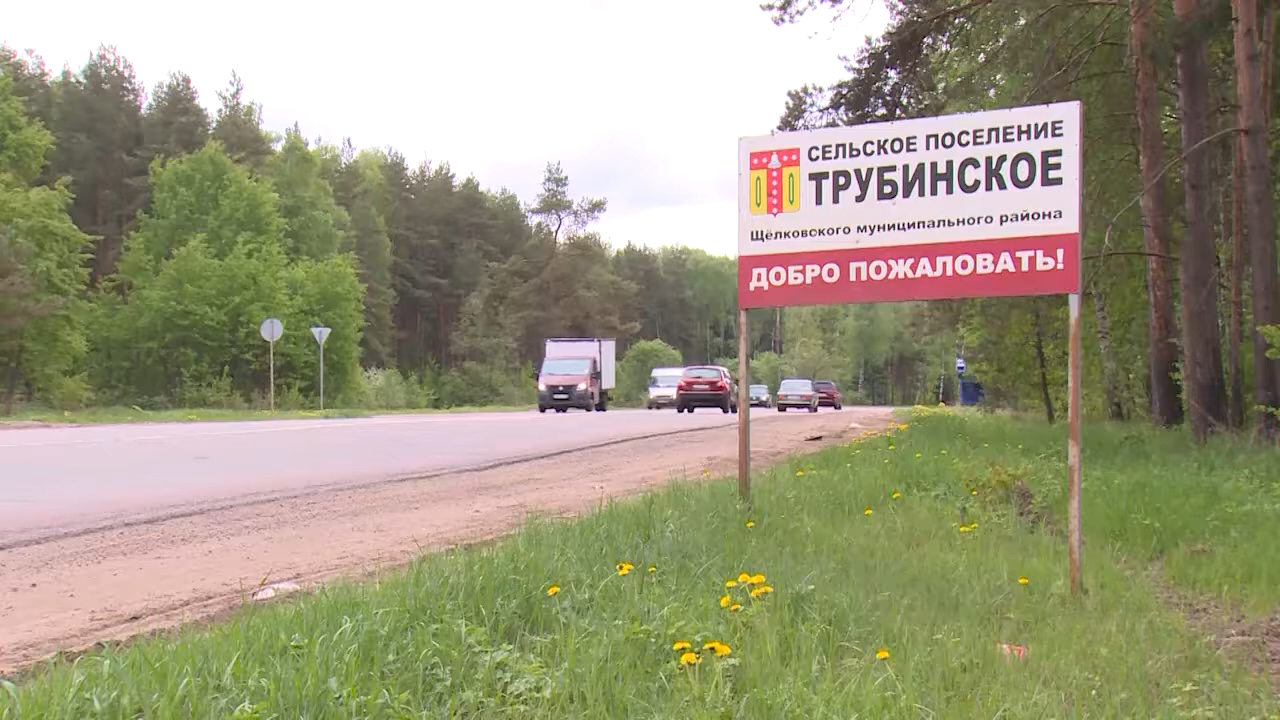 СЕЛЬСКОЕ ПОСЕЛЕНИЕ
ТРУБИНСКОЕ
Щёлковского муниципального района
ДОБРО ПОЖАЛОВАТЬ!